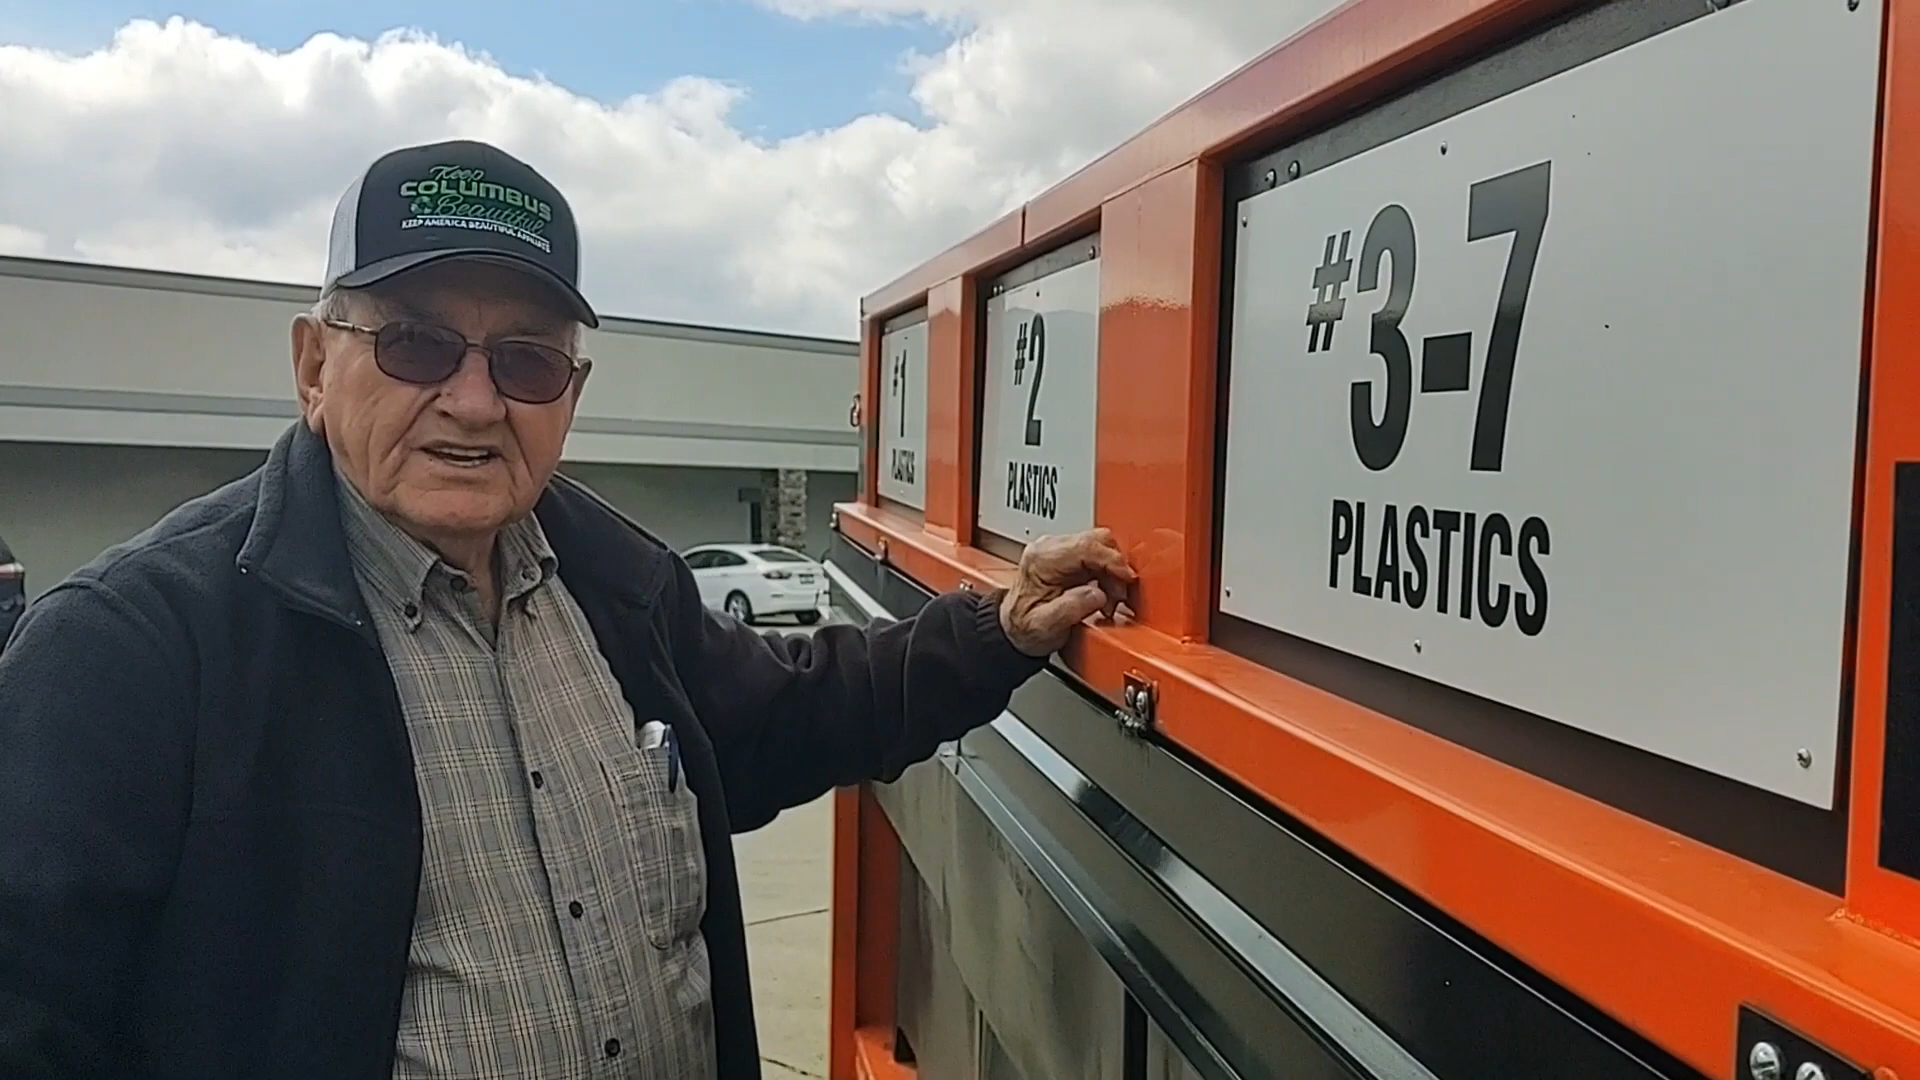 Keep
COLUMBUS
Beautiful
KEEP AMERICA BEAUTIFUL AFFILIATE
#1
PLASTICS
#2
PLASTICS
#3-7
PLASTICS